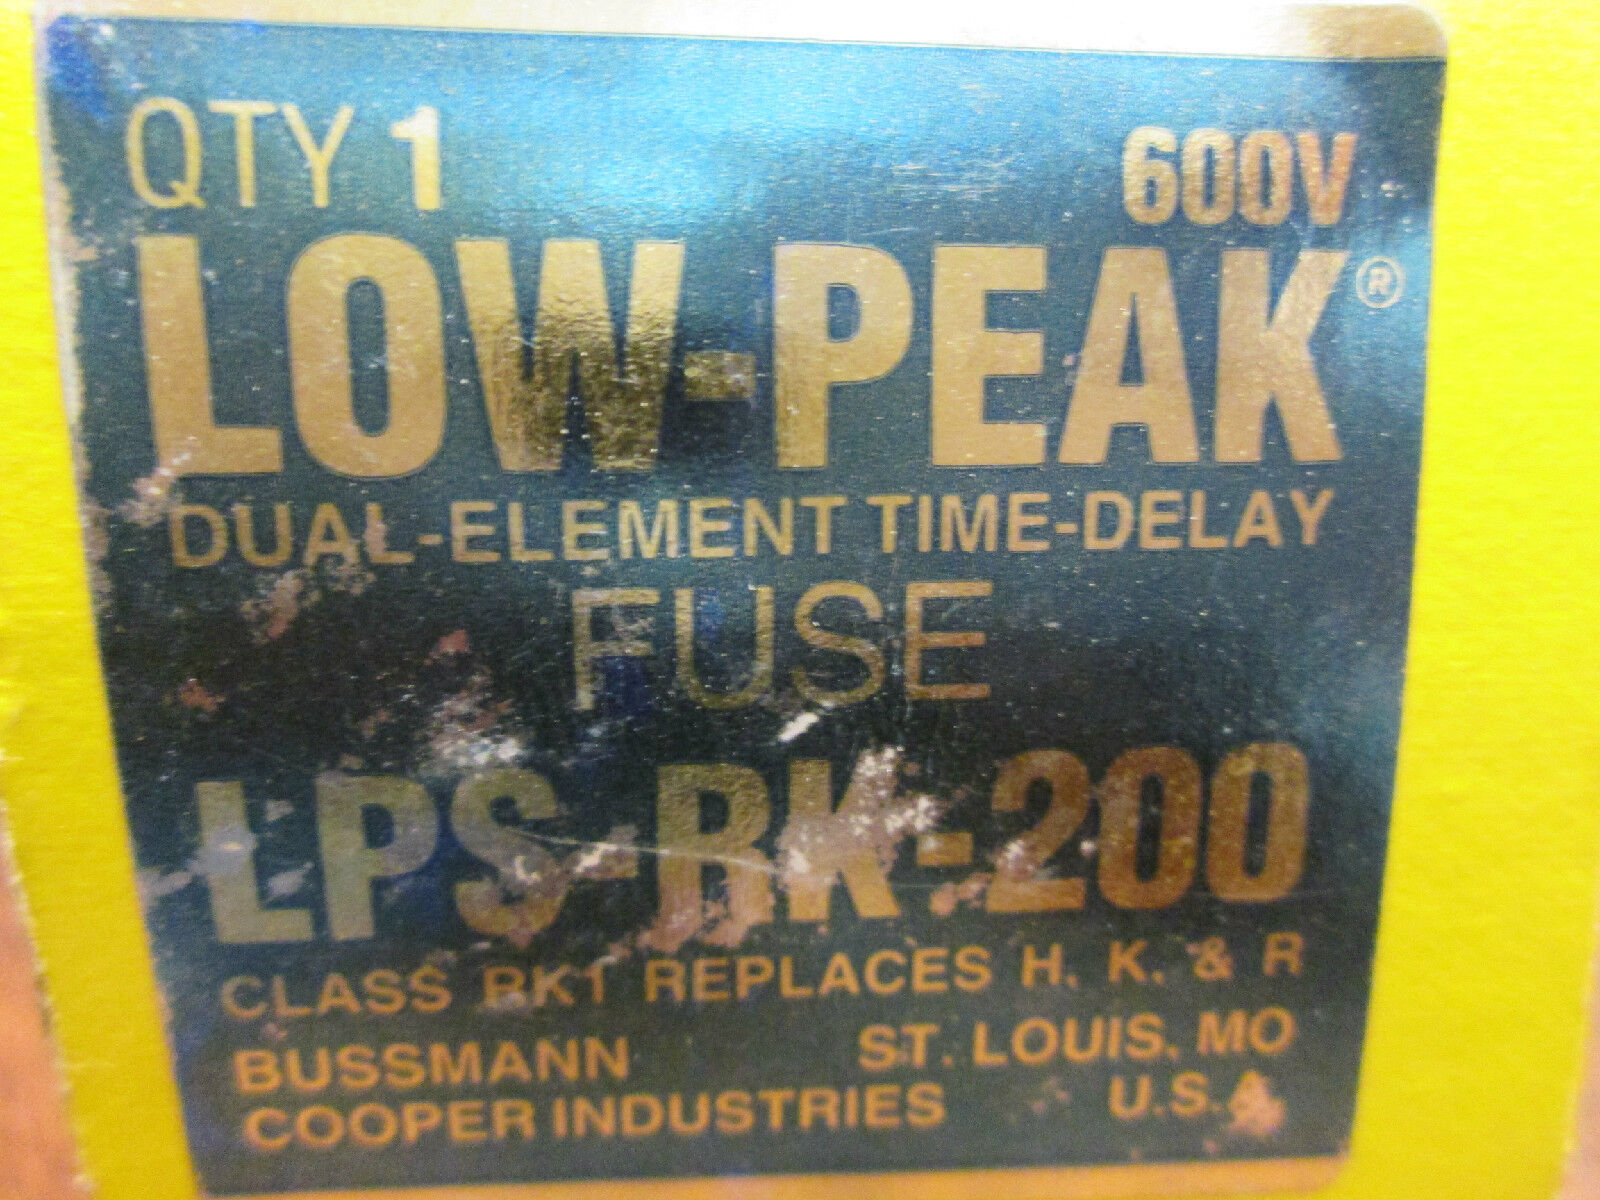 QTY 1 600V
LOW-PEAK®
DUAL-ELEMENT TIME-DELAY
FUSE
LPS-RK-200
CLASS RK1 REPLACES H, K, & R
BUSSMANN ST. LOUIS, MO
COOPER INDUSTRIES U.S.A.